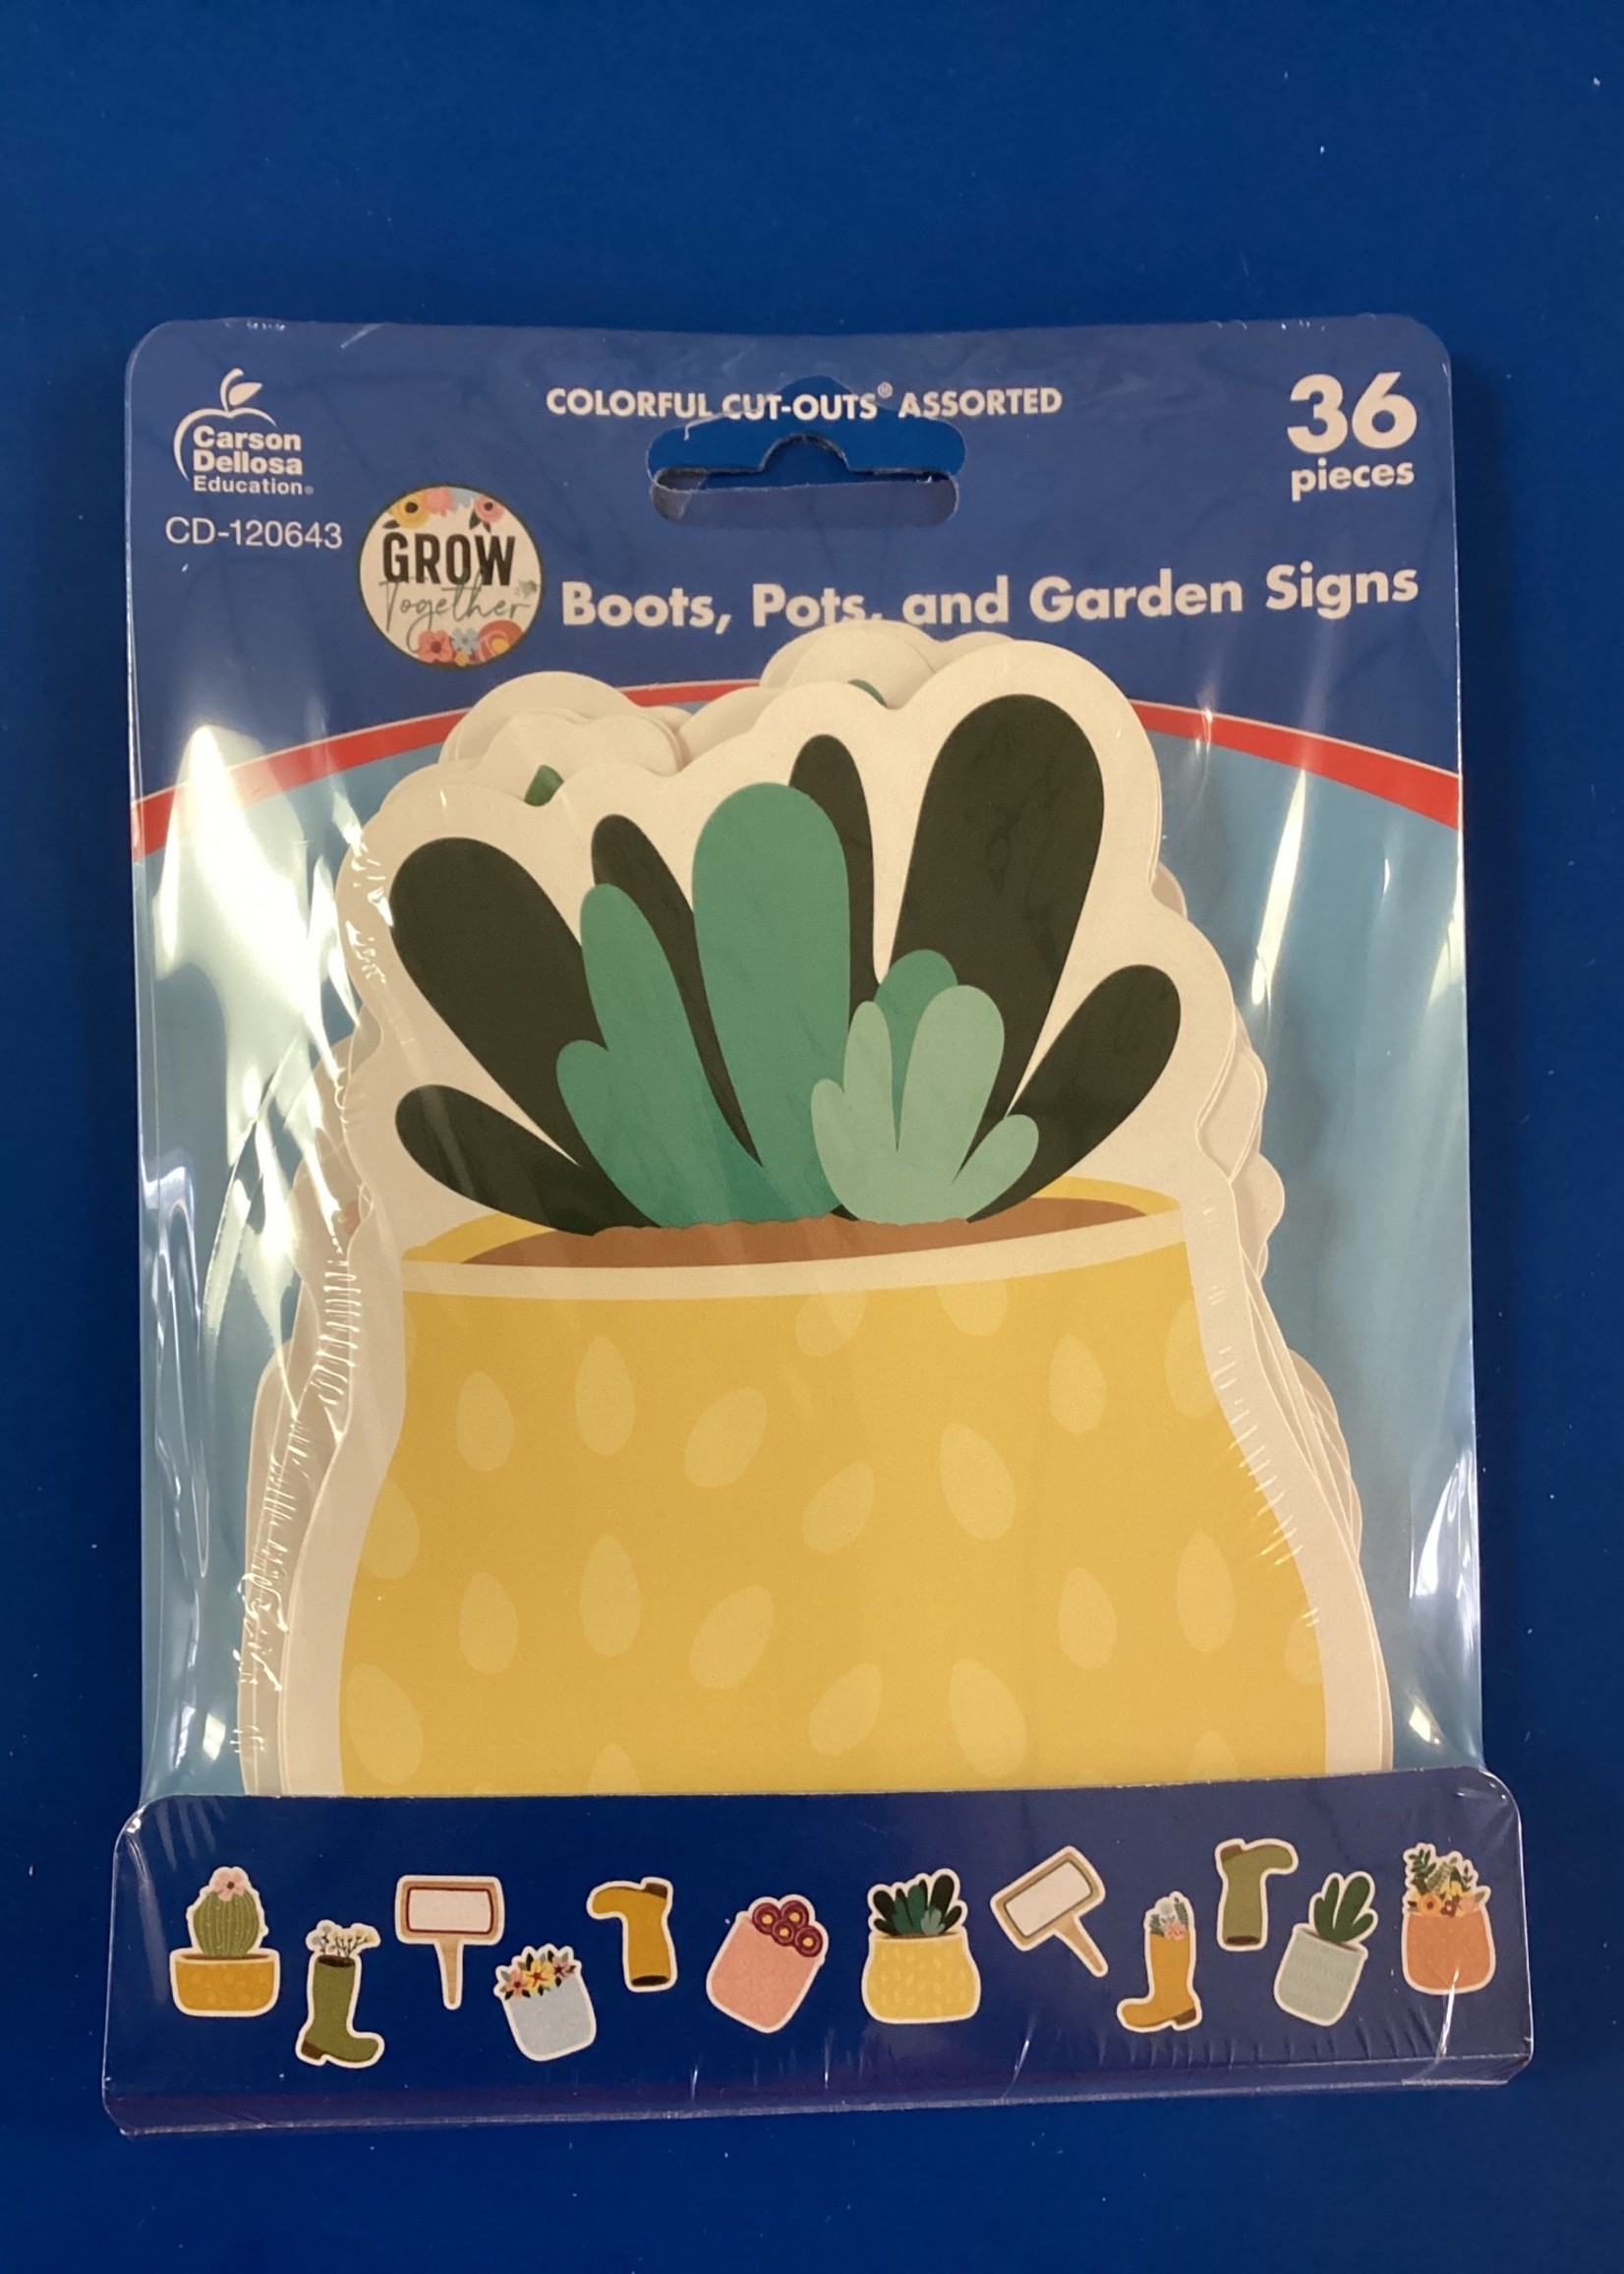 Carson
Dellosa
Education®
CD-120643
COLORFUL CUT-OUTS® ASSORTED
36
pieces
GROW
Together
Boots, Pots, and Garden Signs